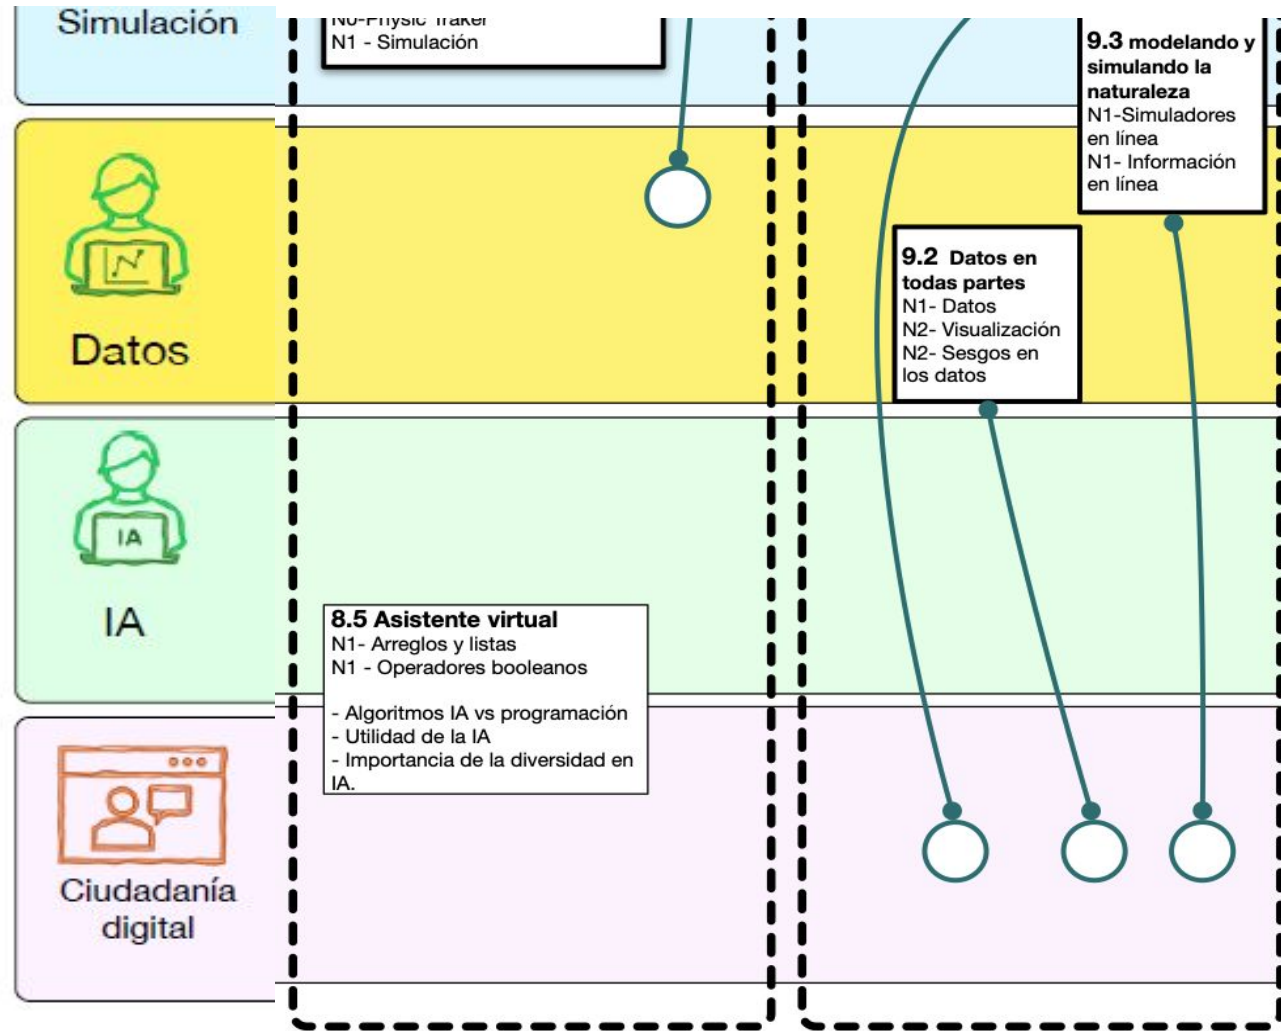 Simulación
N0-Physic Traker
N1 - Simulación
9.3 modelando y
simulando la
naturaleza
N1-Simuladores
en línea
N1- Información
en línea
Datos
9.2 Datos en
todas partes
N1- Datos
N2- Visualización
N2- Sesgos en
los datos
IA
IA
8.5 Asistente virtual
N1- Arreglos y listas
N1 - Operadores booleanos
- Algoritmos IA vs programación
- Utilidad de la IA
- Importancia de la diversidad en
IA.
Ciudadanía
digital